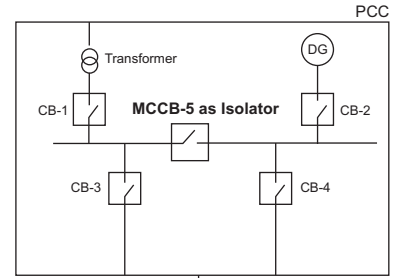 PCC
Transformer
DG
CB-1
MCCB-5 as Isolator
CB-2
CB-3
CB-4